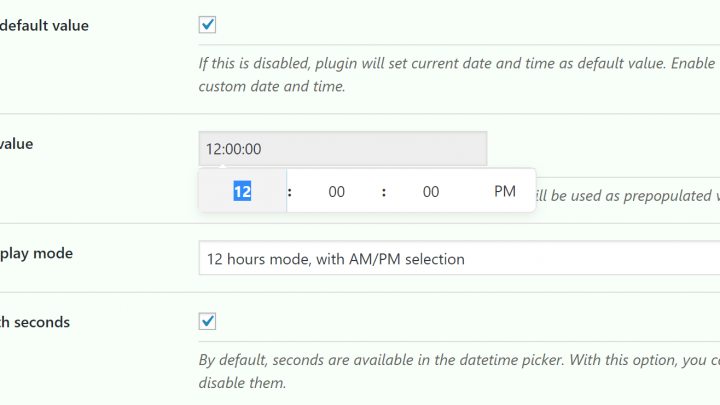 default value
If this is disabled, plugin will set current date and time as default value. Enable
custom date and time.
value
12:00:00
12 : 00 : 00 PM
ill be used as prepopulated
play mode
12 hours mode, with AM/PM selection
th seconds
By default, seconds are available in the datetime picker. With this option, you
disable them.